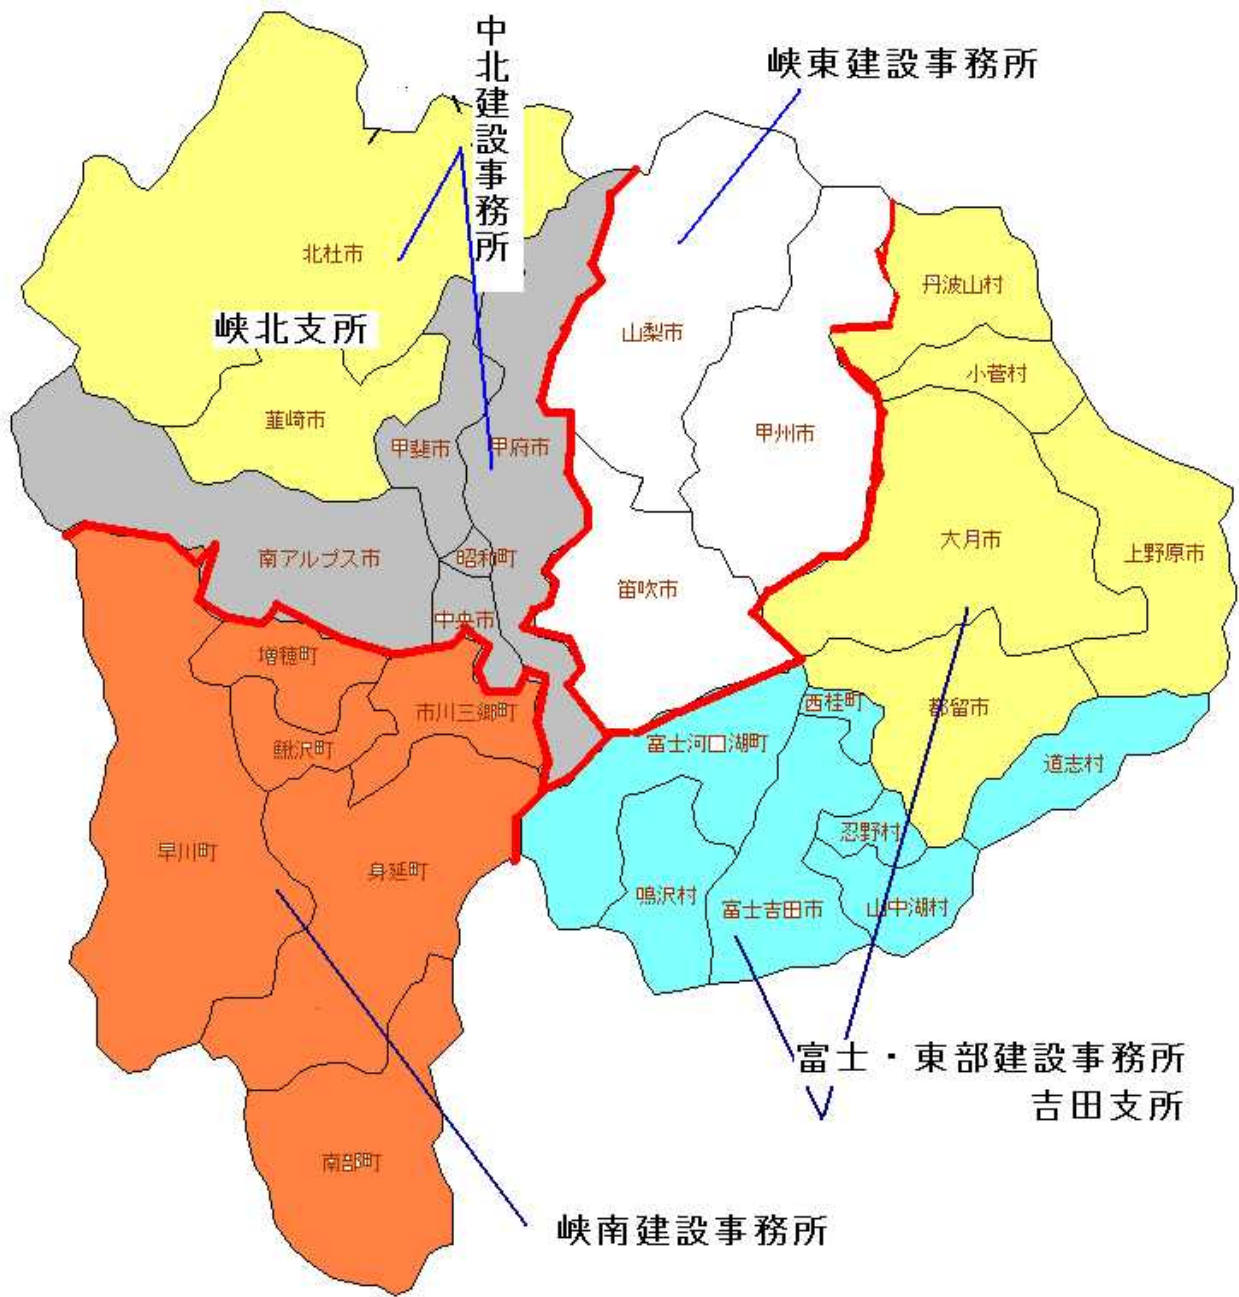 中北建設事務所
峡東建設事務所
北杜市
丹波山村
峡北支所
山梨市
小菅村
韮崎市
甲斐市
甲府市
甲州市
大月市
上野原市
南アルプス市
昭和町
笛吹市
中央市
増穂町
市川三郷町
西桂町
都留市
鰍沢町
富士河口湖町
道志村
早川町
身延町
忍野村
鳴沢村
富士吉田市
山中湖村
富士・東部建設事務所
吉田支所
南部町
峡南建設事務所